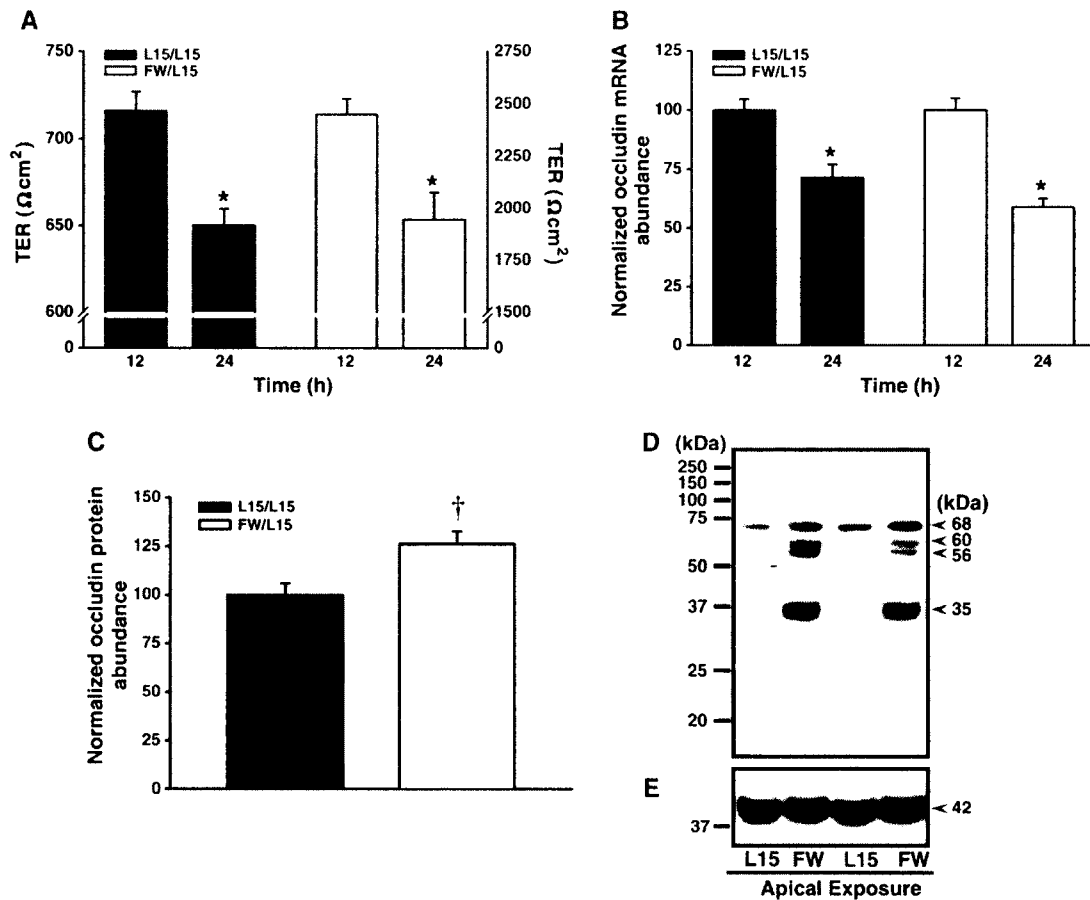 A
TER (Ωcm²)
750
700
650
600
0
L15/L15
FW/L15
*
*
12
24
12
24
Time (h)
2750
2500
2250
2000
1750
1500
0
TER (Ωcm²)
B
Normalized occludin mRNA
abundance
125
100
75
50
25
0
L15/L15
FW/L15
*
*
12
24
12
24
Time (h)
C
Normalized occludin protein
abundance
150
125
100
75
50
25
0
L15/L15
FW/L15
†
D
(kDa)
250
150
100
75
50
37
25
20
(kDa)
68
60
56
35
E
37
42
L15 FW L15 FW
Apical Exposure